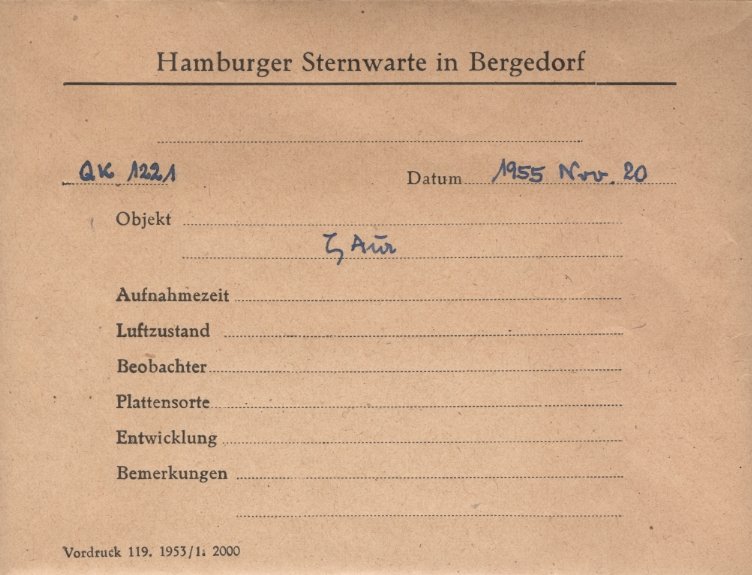 Hamburger Sternwarte in Bergedorf
QK 1221 Datum 1955 Nov. 20
Objekt
ζ Aur
Aufnahmezeit
Luftzustand
Beobachter
Plattensorte
Entwicklung
Bemerkungen
Vordruck 119. 1953/1. 2000